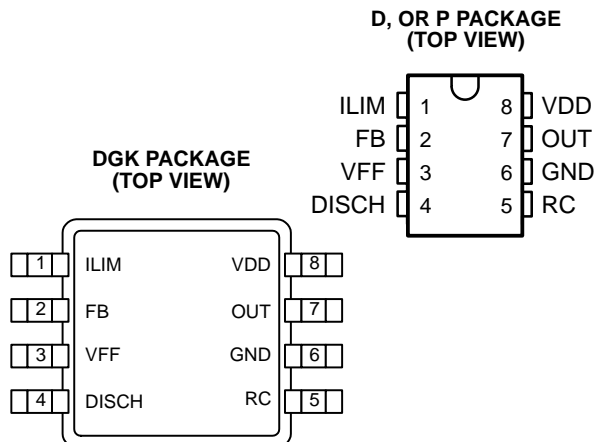 D, OR P PACKAGE
(TOP VIEW)
ILIM 1 8 VDD
FB 2 7 OUT
VFF 3 6 GND
DISCH 4 5 RC
DGK PACKAGE
(TOP VIEW)
1 ILIM VDD 8
2 FB OUT 7
3 VFF GND 6
4 DISCH RC 5